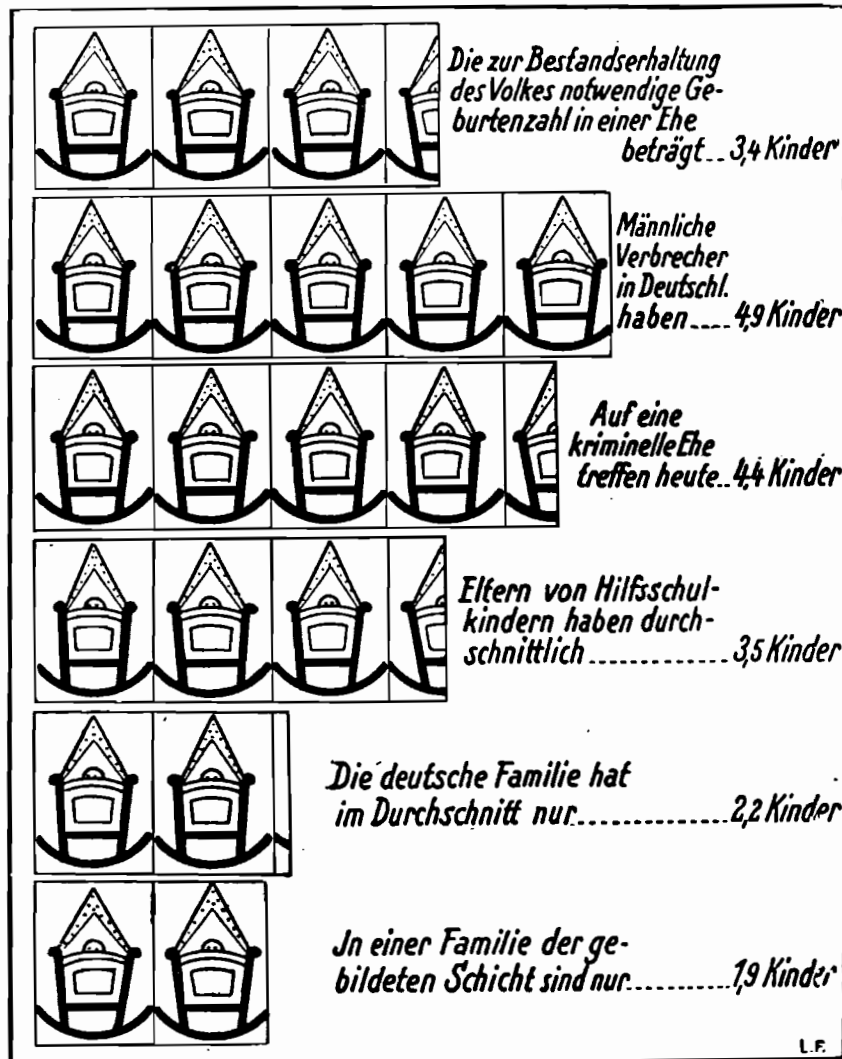 Die zur Bestandserhaltung
des Volkes notwendige Ge-
burtenzahl in einer Ehe
beträgt... 3,4 Kinder
Männliche
Verbrecher
in Deutschl.
haben..... 4,9 Kinder
Auf eine
kriminelle Ehe
treffen heute.. 4,4 Kinder
Eltern von Hilfsschul-
kindern haben durch-
schnittlich............. 3,5 Kinder
Die deutsche Familie hat
im Durchschnitt nur............. 2,2 Kinder
Jn einer Familie der ge-
bildeten Schicht sind nur.......... 1,9 Kinder
L.F.